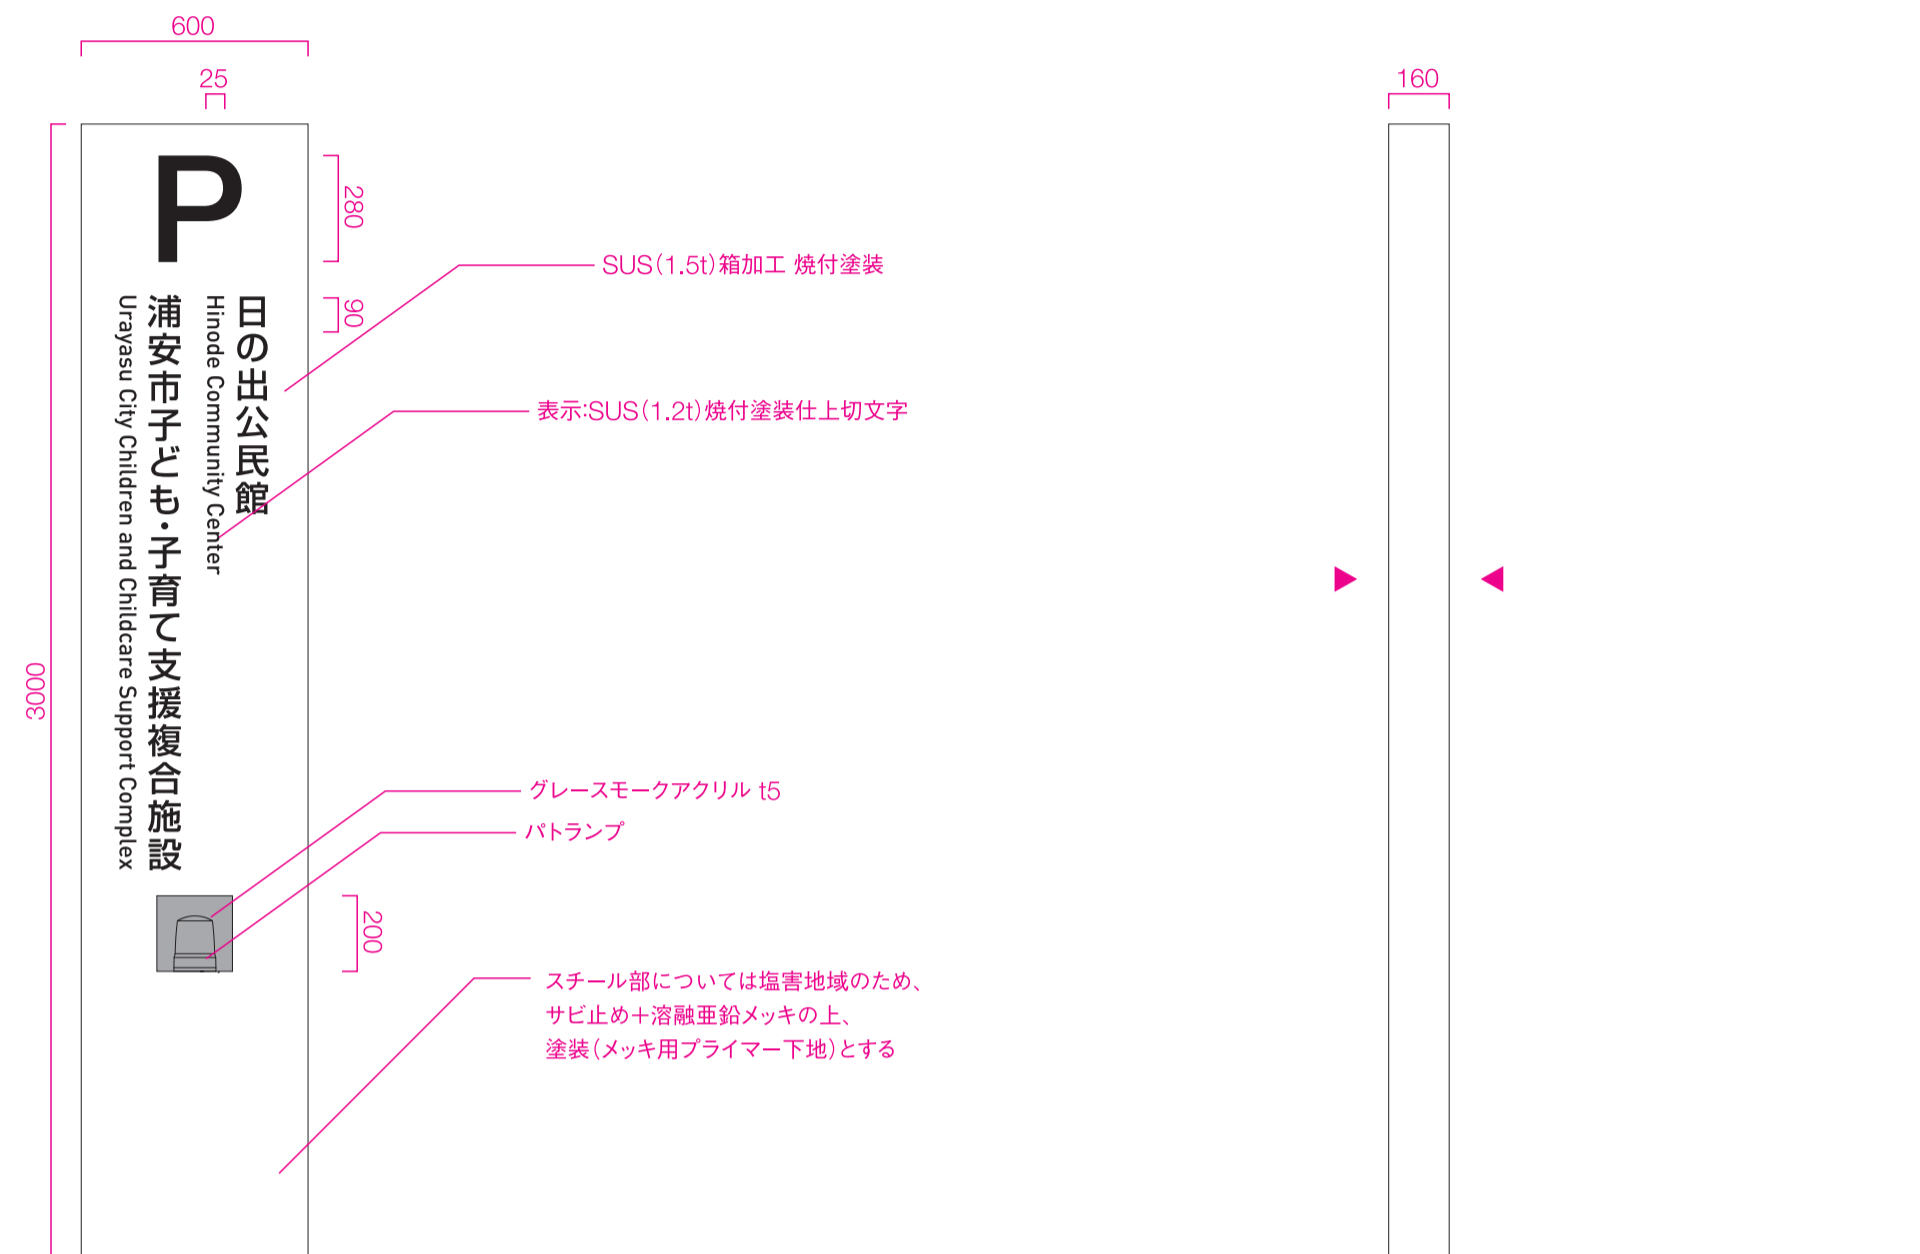 600
25
160
P
280
90
日の出公民館
Hinode Community Center
浦安市子ども・子育て支援複合施設
Urayasu City Children and Childcare Support Complex
SUS(1.5t)箱加工 焼付塗装
表示:SUS(1.2t)焼付塗装仕上切文字
3000
グレースモークアクリル t5
パトランプ
200
スチール部については塩害地域のため、
サビ止め+溶融亜鉛メッキの上、
塗装(メッキ用プライマー下地)とする